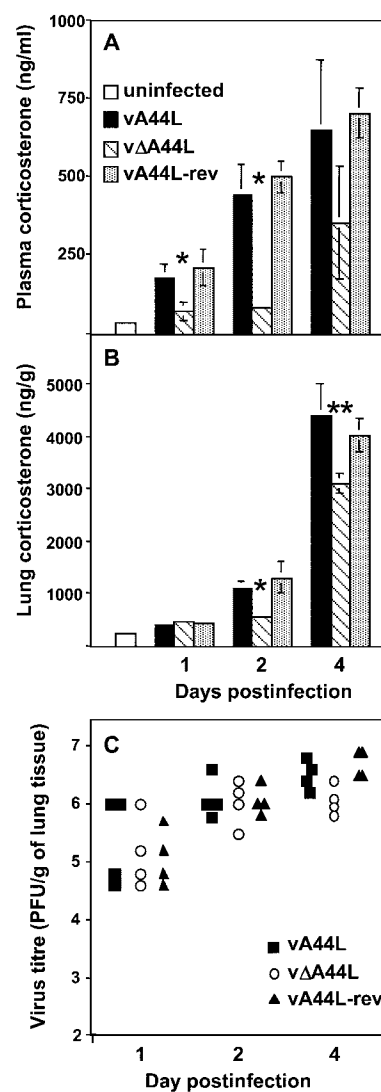 A
uninfected
vA44L
vΔA44L
vA44L-rev
Plasma corticosterone (ng/ml)
1000
750
500
250
*
*
B
Lung corticosterone (ng/g)
5000
4000
3000
2000
1000
*
**
1 2 4
Days postinfection
C
Virus titre (PFU/g of lung tissue)
7
6
5
4
3
2
vA44L
vΔA44L
vA44L-rev
1 2 4
Day postinfection